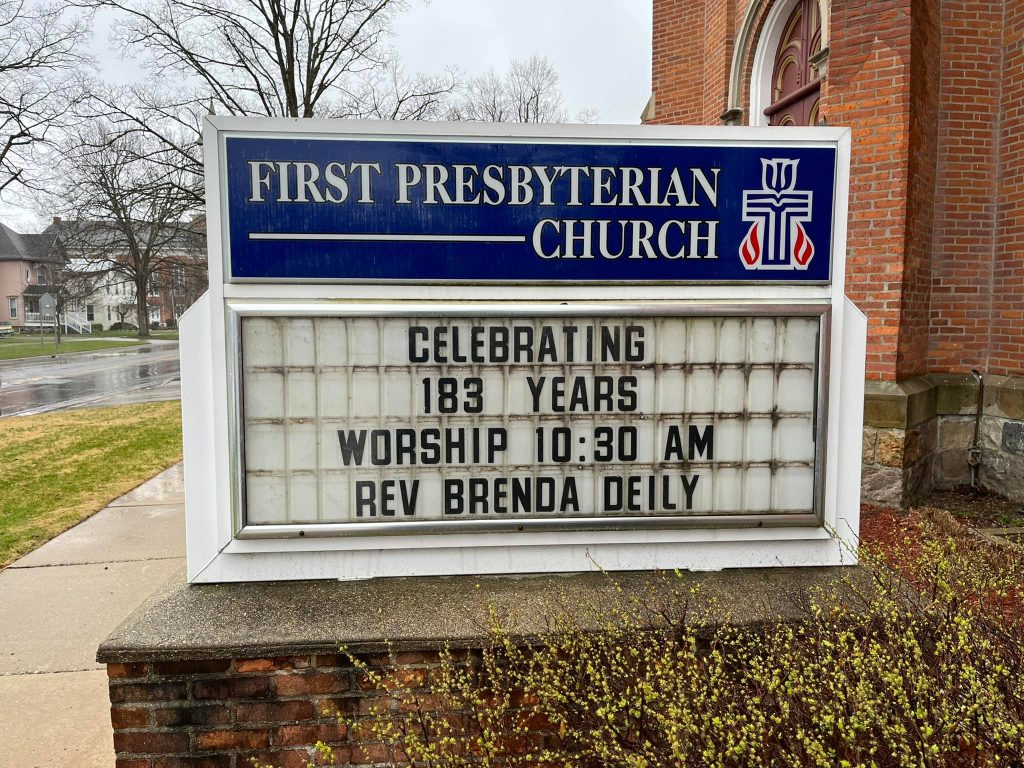 FIRST PRESBYTERIAN
CHURCH
CELEBRATING
183 YEARS
WORSHIP 10:30 AM
REV BRENDA DEILY